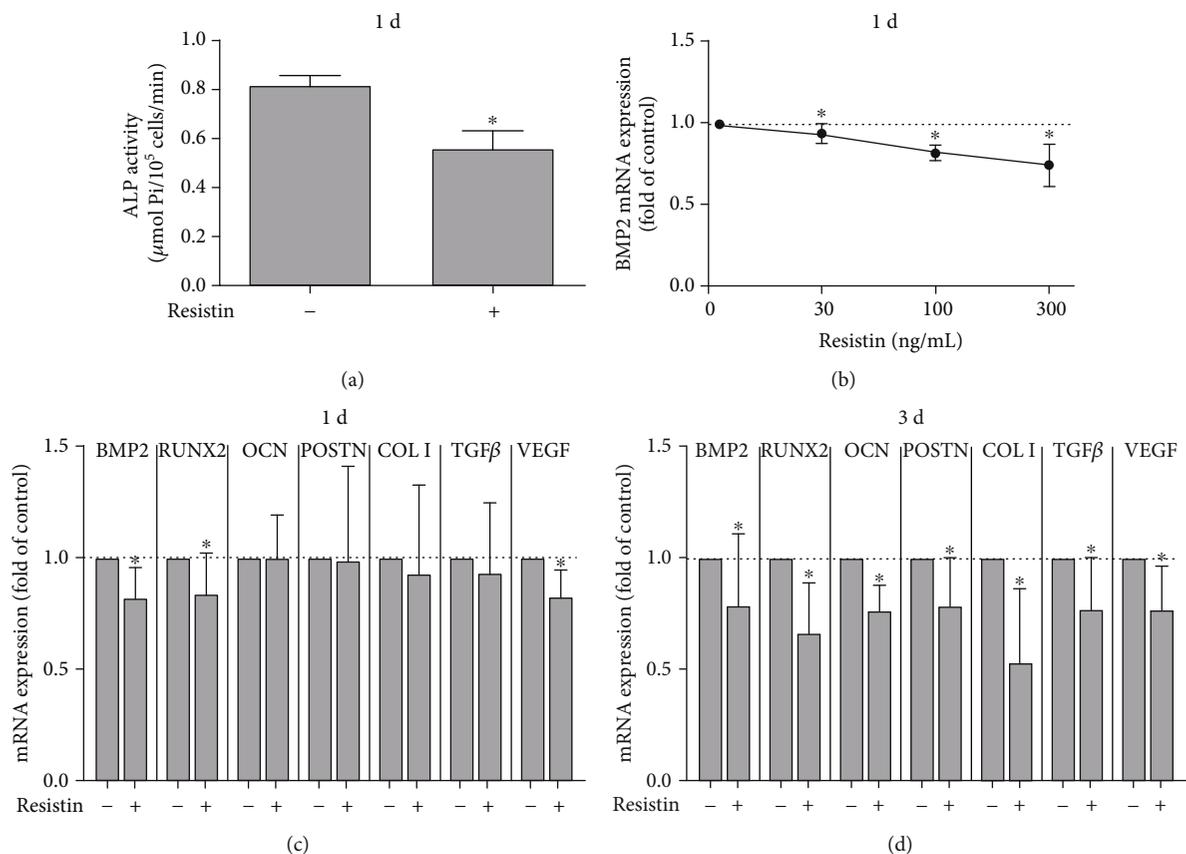 1 d
ALP activity
(μmol Pi/10⁵ cells/min)
1.0
0.8
0.6
0.4
0.2
0.0
*
Resistin − +
(a)
1 d
BMP2 mRNA expression
(fold of control)
1.5
1.0
0.5
0.0
* * *
0 30 100 300
Resistin (ng/mL)
(b)
1 d
mRNA expression (fold of control)
1.5
1.0
0.5
0.0
BMP2 RUNX2 OCN POSTN COL I TGFβ VEGF
* * *
Resistin − + − + − + − + − + − + − +
(c)
3 d
mRNA expression (fold of control)
1.5
1.0
0.5
0.0
BMP2 RUNX2 OCN POSTN COL I TGFβ VEGF
* * * * * * *
Resistin − + − + − + − + − + − + − +
(d)